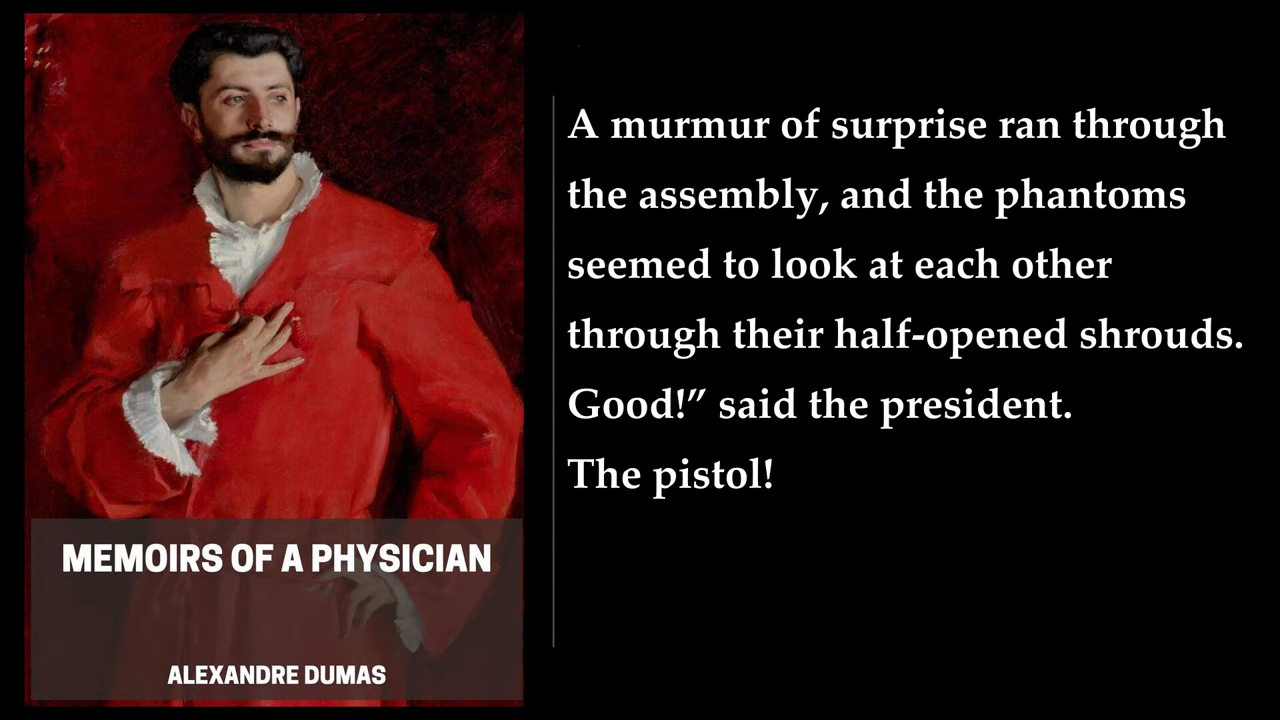 MEMOIRS OF A PHYSICIAN
ALEXANDRE DUMAS
A murmur of surprise ran through
the assembly, and the phantoms
seemed to look at each other
through their half-opened shrouds.
Good!” said the president.
The pistol!